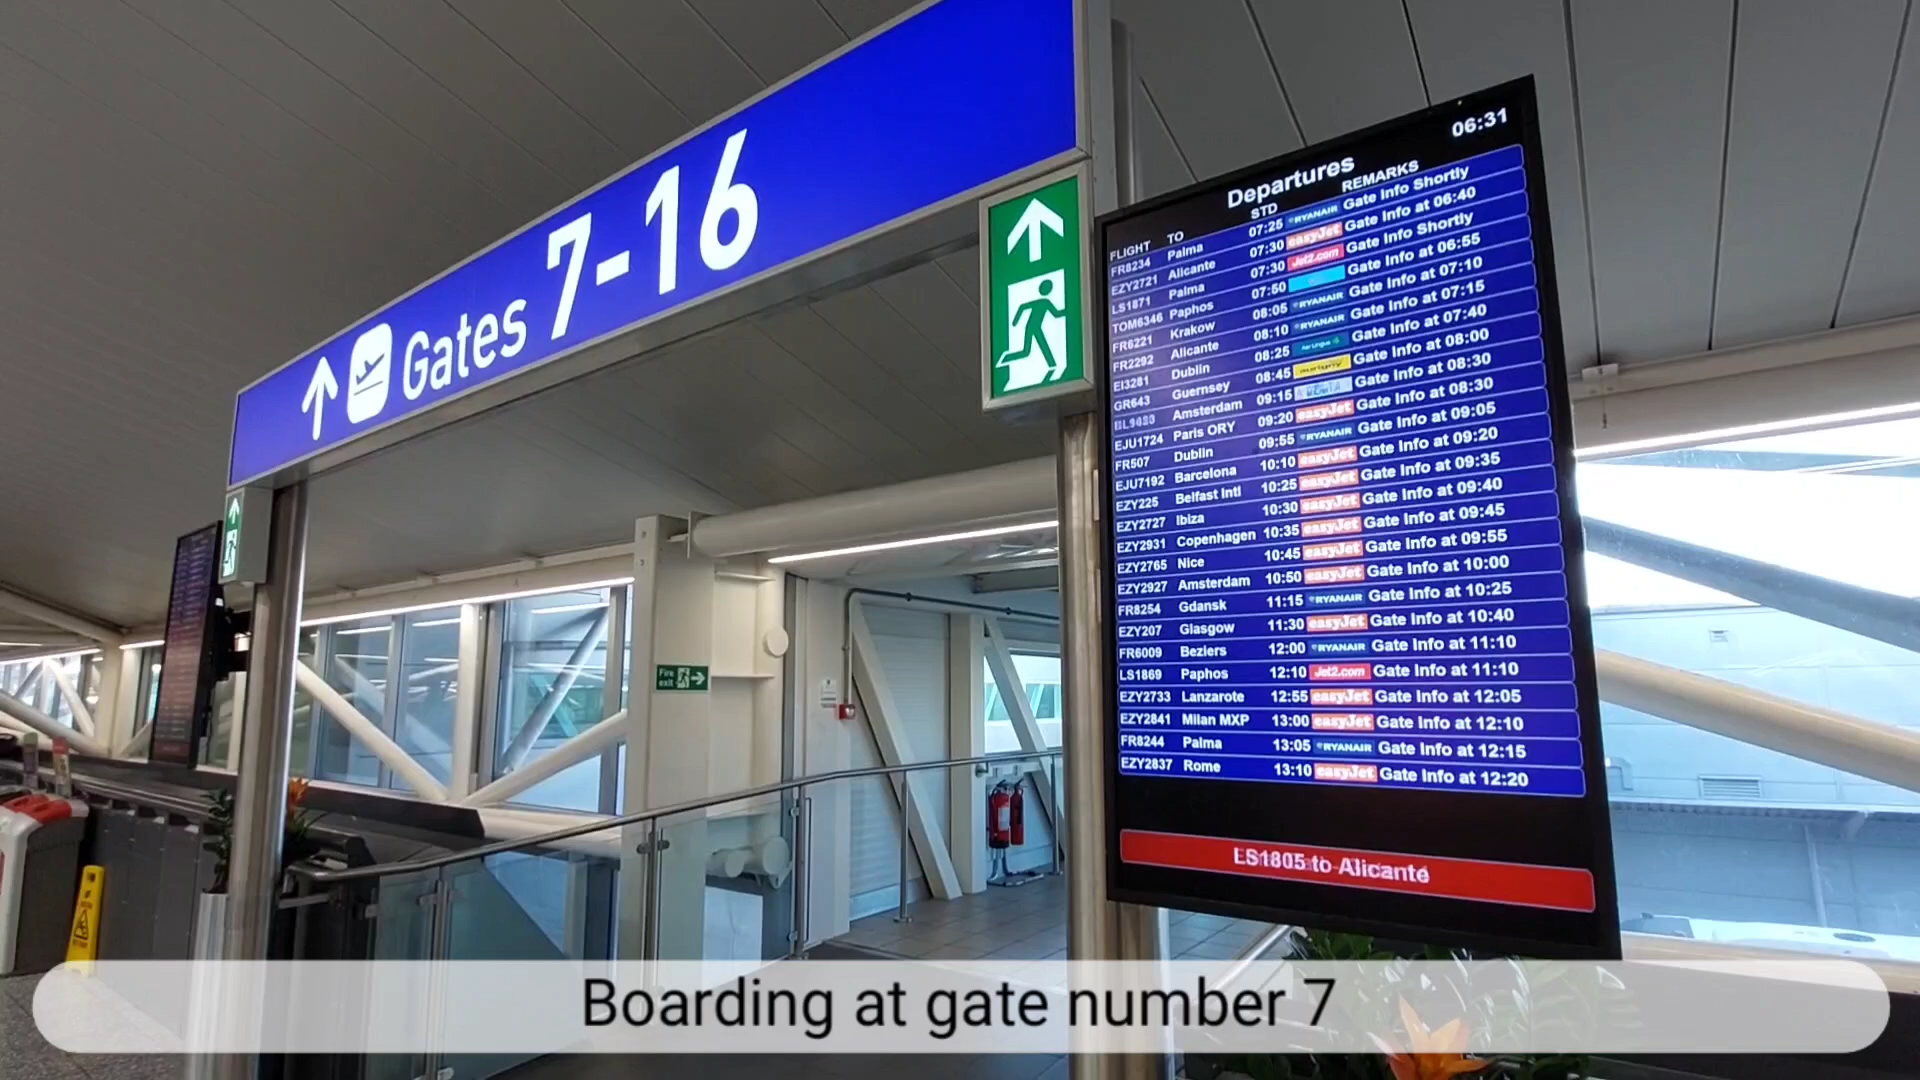 Gates 7-16
06:31
Departures
FLIGHT TO STD REMARKS
FR8234 Palma 07:25 RYANAIR Gate Info Shortly
EZY2721 Alicante 07:30 easyJet Gate Info at 06:40
LS1871 Palma 07:30 Jet2.com Gate Info Shortly
TOM6346 Paphos 07:50 Gate Info at 06:55
FR6221 Krakow 08:05 RYANAIR Gate Info at 07:10
FR2292 Alicante 08:10 RYANAIR Gate Info at 07:15
EI3281 Dublin 08:25 Aer Lingus Gate Info at 07:40
GR643 Guernsey 08:45 aurigny Gate Info at 08:00
Amsterdam 09:15 Gate Info at 08:30
EJU1724 Paris ORY 09:20 easyJet Gate Info at 08:30
FR507 Dublin 09:55 RYANAIR Gate Info at 09:05
EJU7192 Barcelona 10:10 easyJet Gate Info at 09:20
EZY225 Belfast Intl 10:25 easyJet Gate Info at 09:35
EZY2727 Ibiza 10:30 easyJet Gate Info at 09:40
EZY2931 Copenhagen 10:35 easyJet Gate Info at 09:45
EZY2765 Nice 10:45 easyJet Gate Info at 09:55
EZY2927 Amsterdam 10:50 easyJet Gate Info at 10:00
FR8254 Gdansk 11:15 RYANAIR Gate Info at 10:25
EZY207 Glasgow 11:30 easyJet Gate Info at 10:40
FR6009 Beziers 12:00 RYANAIR Gate Info at 11:10
LS1869 Paphos 12:10 Jet2.com Gate Info at 11:10
EZY2733 Lanzarote 12:55 easyJet Gate Info at 12:05
EZY2841 Milan MXP 13:00 easyJet Gate Info at 12:10
FR8244 Palma 13:05 RYANAIR Gate Info at 12:15
EZY2837 Rome 13:10 easyJet Gate Info at 12:20
LS1805 to Alicante
Fire
exit
Boarding at gate number 7